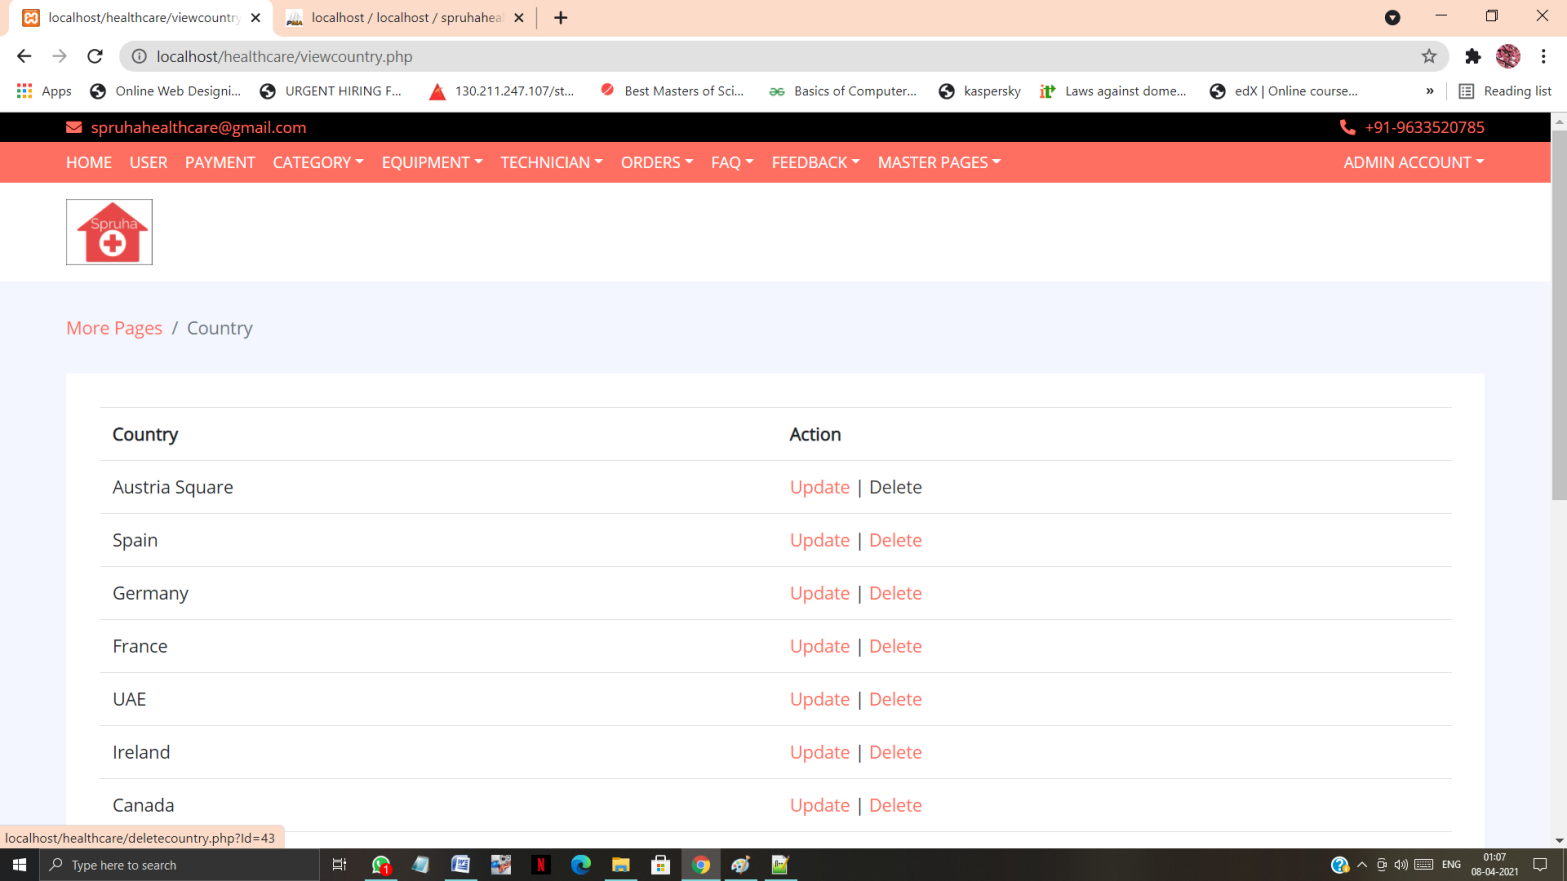 localhost/healthcare/viewcountry
localhost / localhost / spruhaheal
localhost/healthcare/viewcountry.php
Apps
Online Web Designi...
URGENT HIRING F...
130.211.247.107/st...
Best Masters of Sci...
Basics of Computer...
kaspersky
Laws against dome...
edX | Online course...
»
Reading list
spruhahealthcare@gmail.com
+91-9633520785
HOME USER PAYMENT CATEGORY EQUIPMENT TECHNICIAN ORDERS FAQ FEEDBACK MASTER PAGES ADMIN ACCOUNT
Spruha
More Pages / Country
Country Action
Austria Square Update | Delete
Spain Update | Delete
Germany Update | Delete
France Update | Delete
UAE Update | Delete
Ireland Update | Delete
Canada Update | Delete
localhost/healthcare/deletecountry.php?Id=43
Type here to search
1
ENG
01:07
08-04-2021